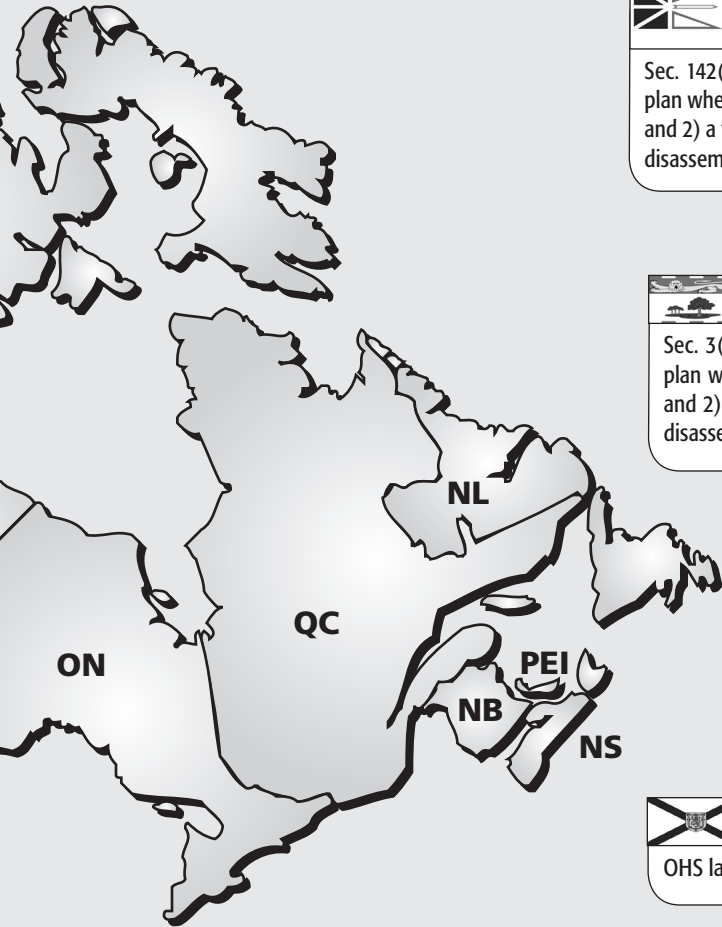 Sec. 142(
plan whe
and 2) a
disassem
Sec. 3(
plan w
and 2)
disasse
NL
QC
ON
PEI
NB
NS
OHS la